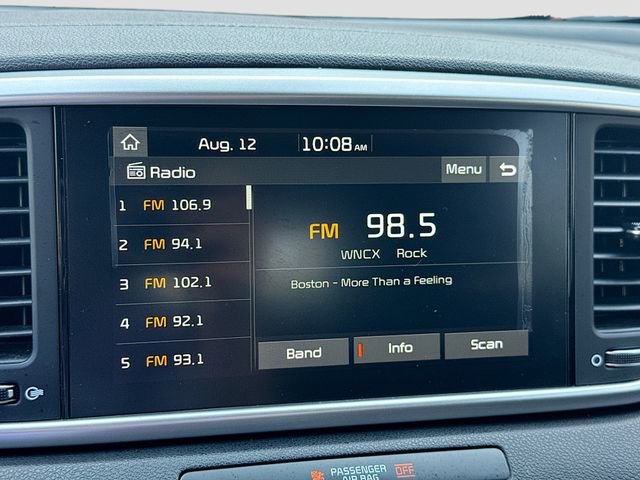 Aug. 12 10:08 AM
Radio Menu
1 FM 106.9
2 FM 94.1
3 FM 102.1
4 FM 92.1
5 FM 93.1
FM 98.5
WNCX Rock
Boston - More Than a Feeling
Band Info Scan
PASSENGER
AIR BAG
OFF